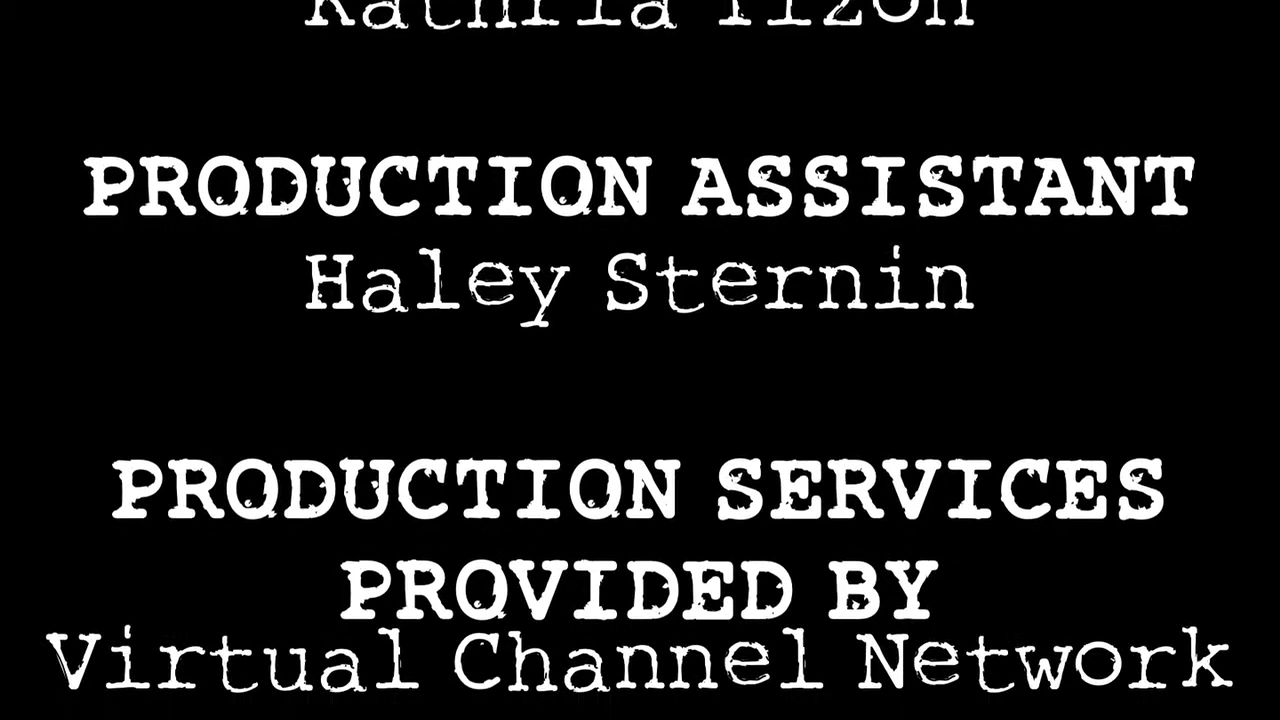 PRODUCTION ASSISTANT
Haley Sternin
PRODUCTION SERVICES
PROVIDED BY
Virtual Channel Network